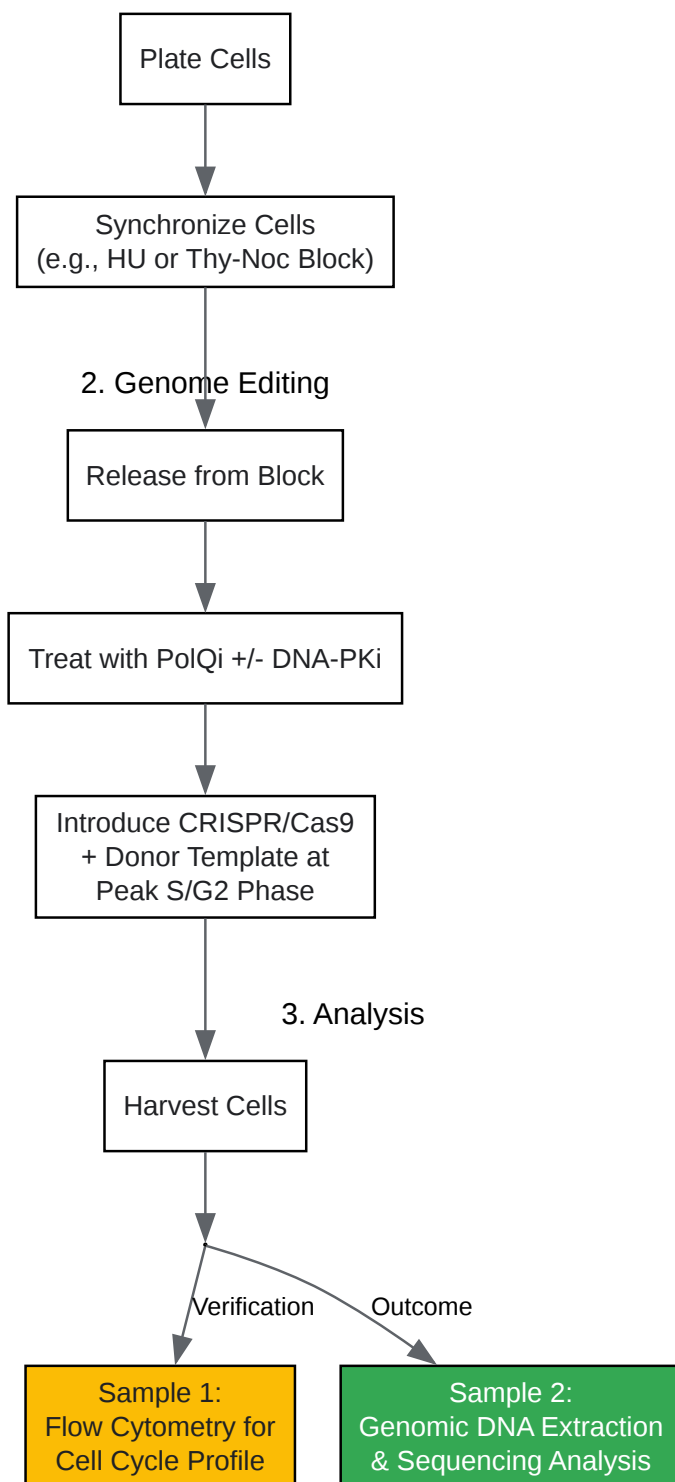 Plate Cells
Synchronize Cells
(e.g., HU or Thy-Noc Block)
2. Genome Editing
Release from Block
Treat with PolQi +/- DNA-PKi
Introduce CRISPR/Cas9
+ Donor Template at
Peak S/G2 Phase
3. Analysis
Harvest Cells
Verification
Outcome
Sample 1:
Flow Cytometry for
Cell Cycle Profile
Sample 2:
Genomic DNA Extraction
& Sequencing Analysis